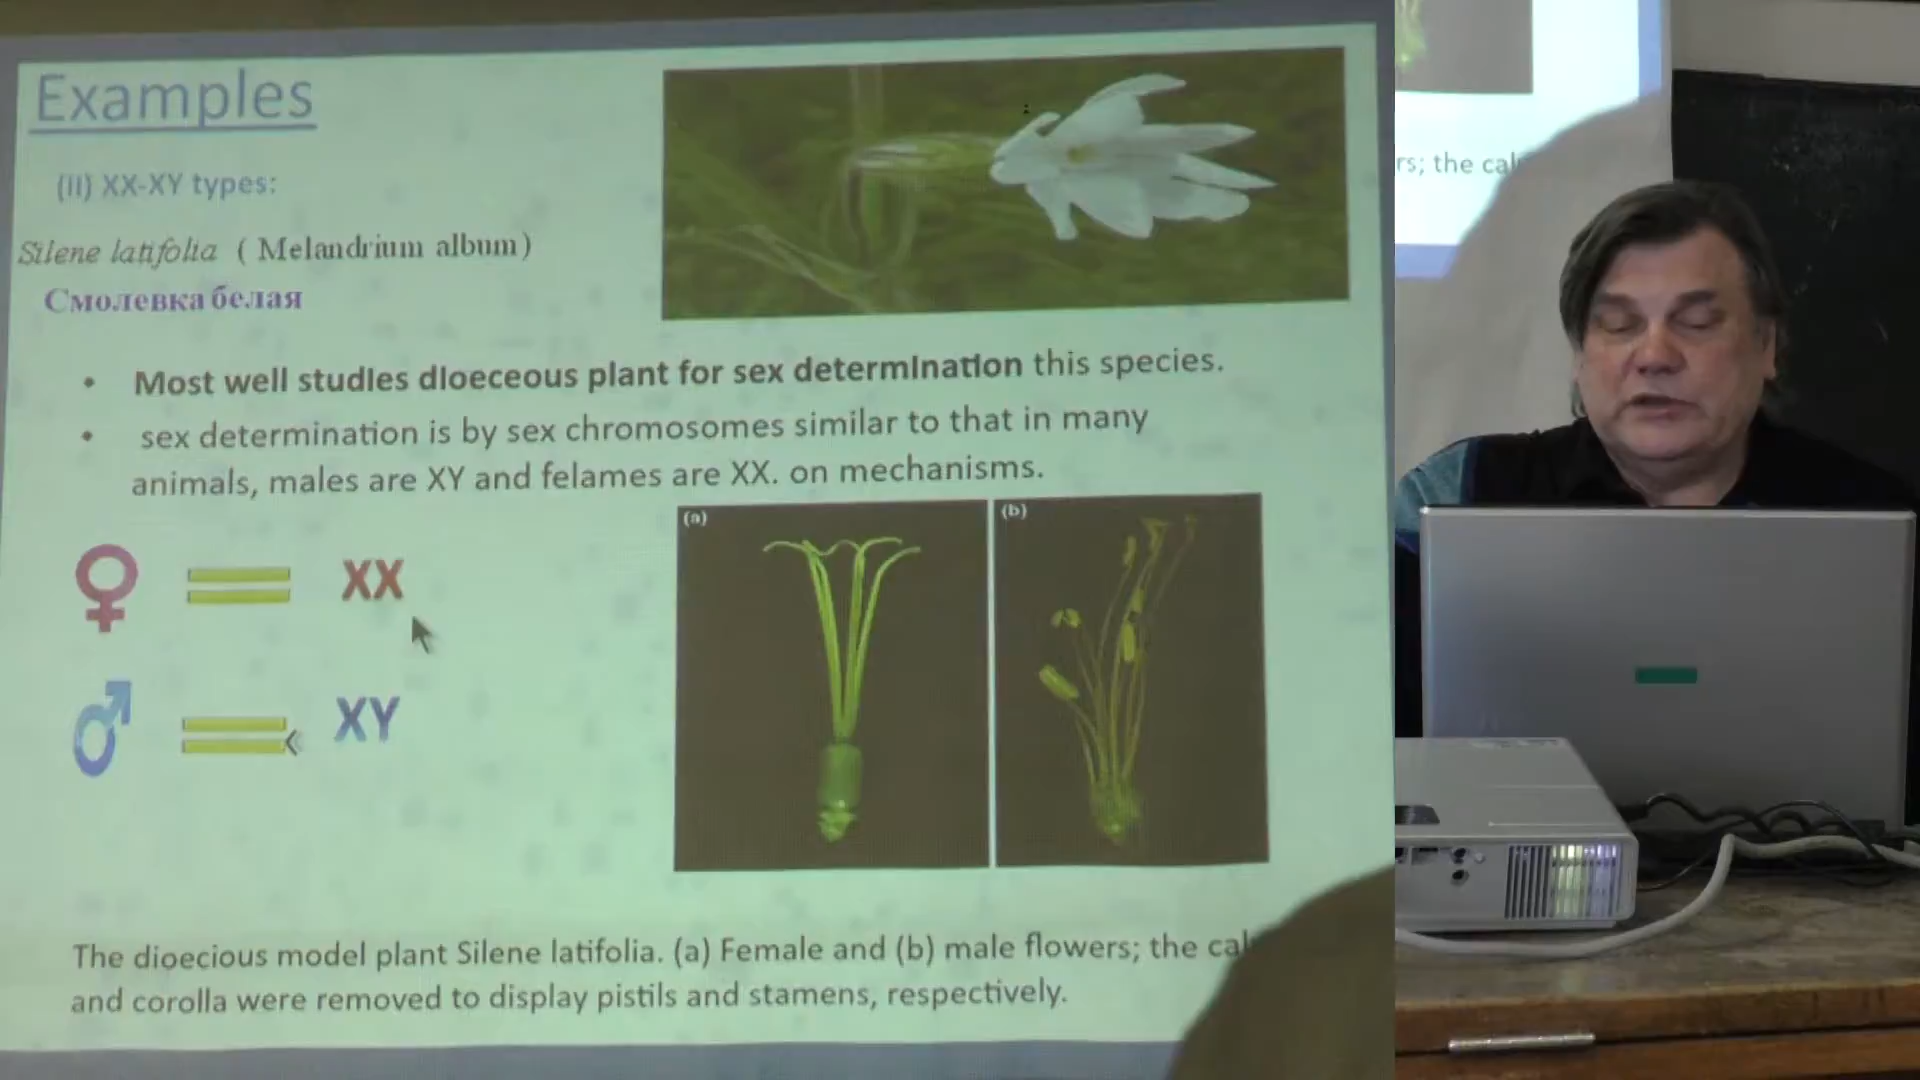 Examples
(II) XX-XY types:
Silene latifolia ( Melandrium album )
Смолевка белая
• Most well studies dioeceous plant for sex determination this species.
• sex determination is by sex chromosomes similar to that in many
animals, males are XY and felames are XX. on mechanisms.
(a)
(b)
♀ = XX
♂ = XY
The dioecious model plant Silene latifolia. (a) Female and (b) male flowers; the cal
and corolla were removed to display pistils and stamens, respectively.
rs; the cal